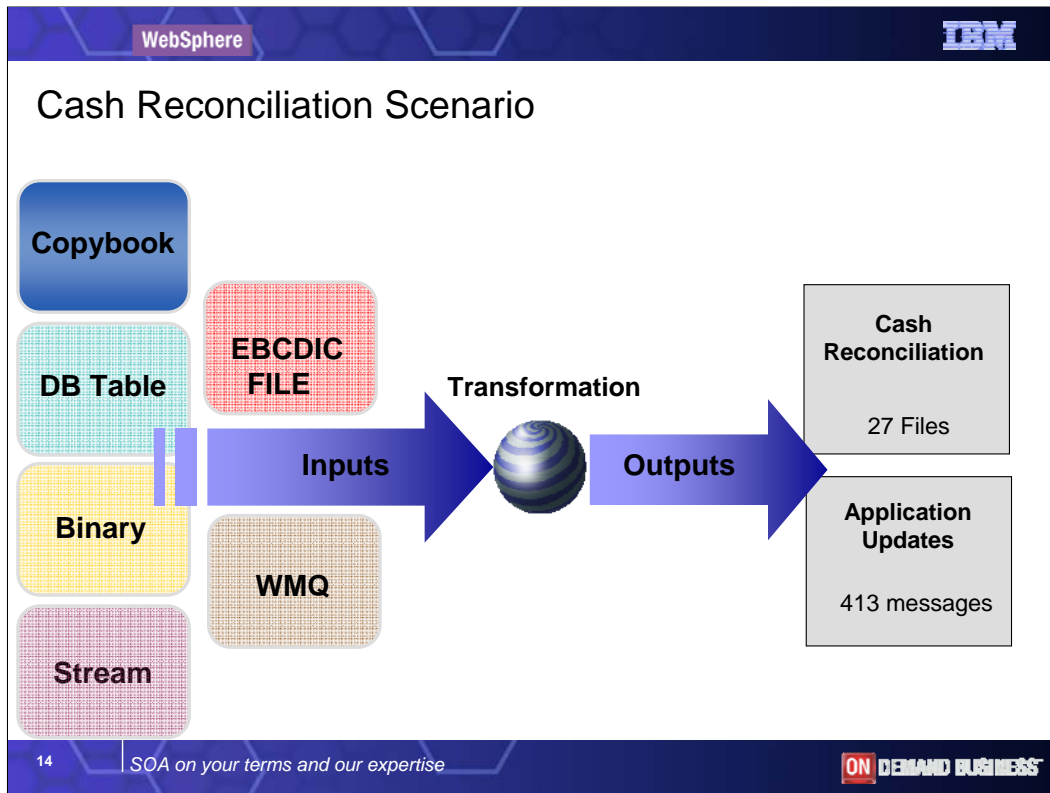 WebSphere
IBM
Cash Reconciliation Scenario
Copybook
DB Table
Binary
Stream
EBCDIC
FILE
WMQ
Inputs
Transformation
Outputs
Cash
Reconciliation
27 Files
Application
Updates
413 messages
14
SOA on your terms and our expertise
ON DEMAND BUSINESS